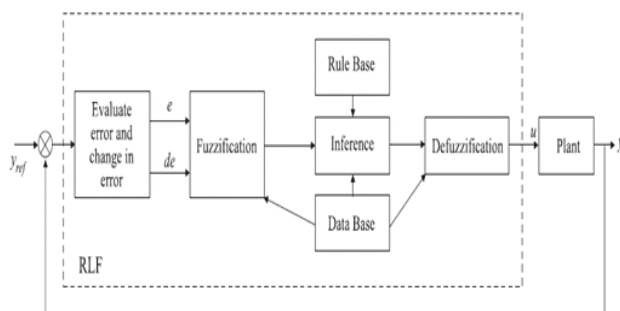 Rule Base
Evaluate
error and
change in
error
e
de
Fuzzification
Inference
Defuzzification
u
Plant
y
y_ref
Data Base
RLF